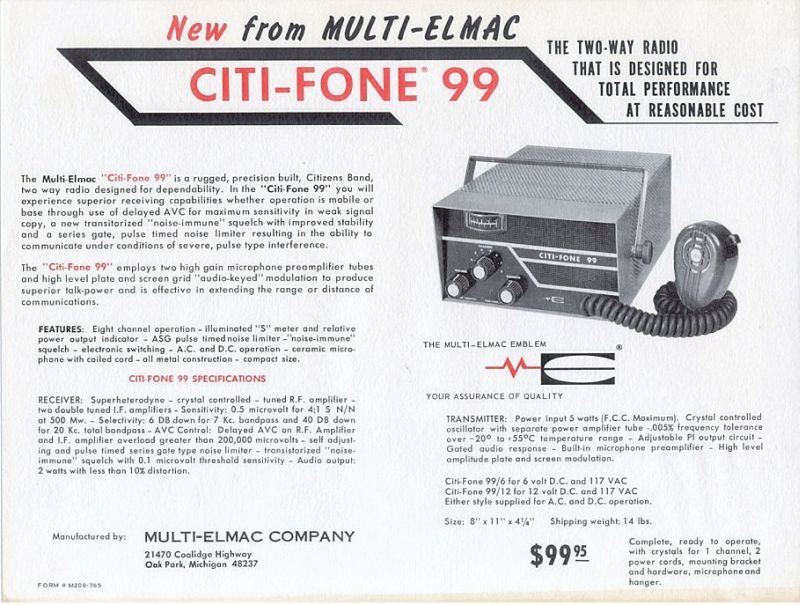 New from MULTI-ELMAC
CITI-FONE® 99
THE TWO-WAY RADIO
THAT IS DESIGNED FOR
TOTAL PERFORMANCE
AT REASONABLE COST
The Multi-Elmac "Citi-Fone 99" is a rugged, precision built, Citizens Band,
two way radio designed for dependability. In the "Citi-Fone 99" you will
experience superior receiving capabilities whether operation is mobile or
base through use of delayed AVC for maximum sensitivity in weak signal
copy, a new transitorized "noise-immune" squelch with improved stability
and a series gate, pulse timed noise limiter resulting in the ability to
communicate under conditions of severe, pulse type interference.
The "Citi-Fone 99" employs two high gain microphone preamplifier tubes
and high level plate and screen grid "audio-keyed" modulation to produce
superior talk-power and is effective in extending the range or distance of
communications.
FEATURES: Eight channel operation - illuminated "S" meter and relative
power output indicator - ASG pulse timed noise limiter -"noise-immune"
squelch - electronic switching - A.C. and D.C. operation - ceramic micro-
phone with coiled cord - all metal construction - compact size.
CITI-FONE 99 SPECIFICATIONS
RECEIVER: Superheterodyne - crystal controlled - tuned R.F. amplifier -
two double tuned I.F. amplifiers - Sensitivity: 0.5 microvolt for 4:1 S N/N
at 500 Mw. - Selectivity: 6 DB down for 7 Kc. bandpass and 40 DB down
for 20 Kc. total bandpass - AVC Control: Delayed AVC on R.F. Amplifier
and I.F. amplifier overload greater than 200,000 microvolts - self adjust-
ing and pulse timed series gate type noise limiter - transistorized "noise-
immune" squelch with 0.1 microvolt threshold sensitivity - Audio output:
2 watts with less than 10% distortion.
Manufactured by: MULTI-ELMAC COMPANY
21470 Coolidge Highway
Oak Park, Michigan 48237
FORM # M209-765
CITI-FONE 99
THE MULTI-ELMAC EMBLEM
®
YOUR ASSURANCE OF QUALITY
TRANSMITTER: Power input 5 watts (F.C.C. Maximum). Crystal controlled
oscillator with separate power amplifier tube -.005% frequency tolerance
over -20° to +55°C temperature range - Adjustable PI output circuit -
Gated audio response - Built-in microphone preamplifier - High level
amplitude plate and screen modulation.
Citi-Fone 99/6 for 6 volt D.C. and 117 VAC
Citi-Fone 99/12 for 12 volt D.C. and 117 VAC
Either style supplied for A.C. and D.C. operation.
Size: 8" x 11" x 4¼" Shipping weight: 14 lbs.
$99 95
Complete, ready to operate,
with crystals for 1 channel, 2
power cords, mounting bracket
and hardware, microphone and
hanger.